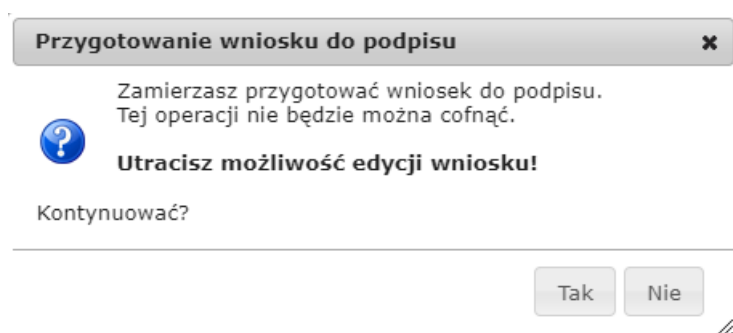 Przygotowanie wniosku do podpisu
Zamierzasz przygotować wniosek do podpisu.
Tej operacji nie będzie można cofnąć.
Utracisz możliwość edycji wniosku!
Kontynuować?
Tak Nie